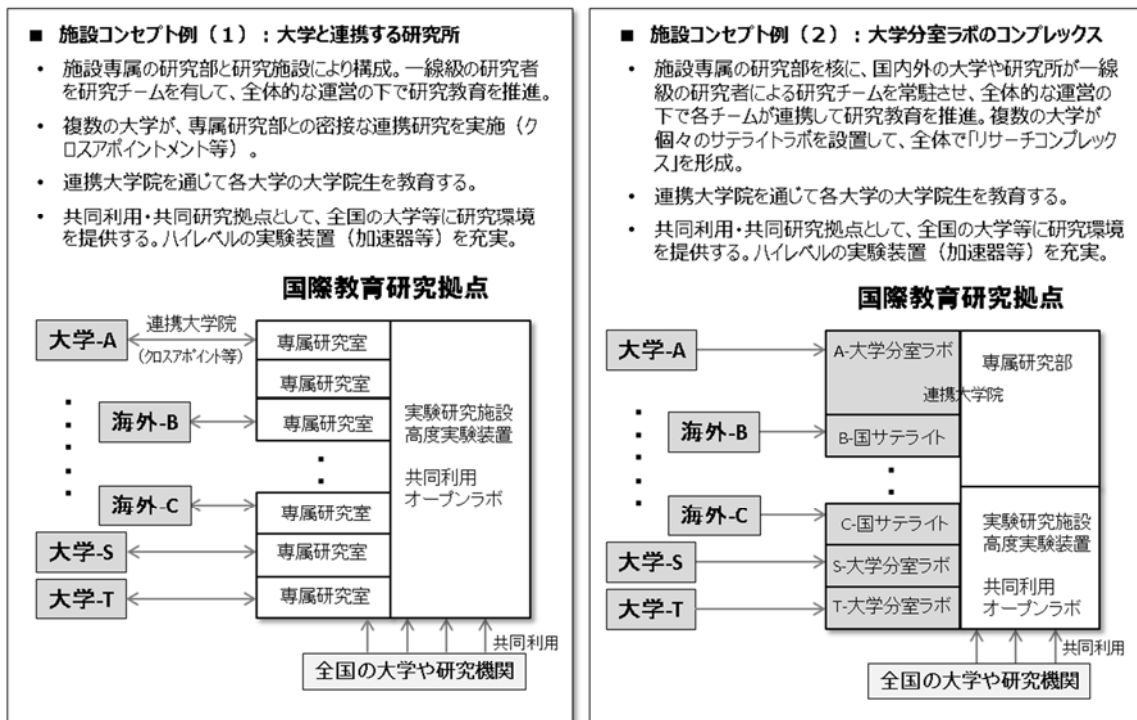 ■ 施設コンセプト例（1）：大学と連携する研究所
• 施設専属の研究部と研究施設により構成。一線級の研究者
を研究チームを有して、全体的な運営の下で研究教育を推進。
• 複数の大学が、専属研究部との密接な連携研究を実施（ク
ロスアポイントメント等）。
• 連携大学院を通じて各大学の大学院生を教育する。
• 共同利用・共同研究拠点として、全国の大学等に研究環境
を提供する。ハイレベルの実験装置（加速器等）を充実。
国際教育研究拠点
大学-A
連携大学院
(クロスアポイント等)
専属研究室
専属研究室
海外-B
専属研究室
実験研究施設
高度実験装置
共同利用
オープンラボ
海外-C
専属研究室
大学-S
専属研究室
大学-T
専属研究室
共同利用
全国の大学や研究機関
■ 施設コンセプト例（2）：大学分室ラボのコンプレックス
• 施設専属の研究部を核に、国内外の大学や研究所が一線
級の研究者による研究チームを常駐させ、全体的な運営の
下で各チームが連携して研究教育を推進。複数の大学が
個々のサテライトラボを設置して、全体で「リサーチコンプレック
ス」を形成。
• 連携大学院を通じて各大学の大学院生を教育する。
• 共同利用・共同研究拠点として、全国の大学等に研究環境
を提供する。ハイレベルの実験装置（加速器等）を充実。
国際教育研究拠点
大学-A
A-大学分室ラボ
専属研究部
連携大学院
海外-B
B-国サテライト
海外-C
C-国サテライト
実験研究施設
高度実験装置
大学-S
S-大学分室ラボ
共同利用
オープンラボ
大学-T
T-大学分室ラボ
共同利用
全国の大学や研究機関